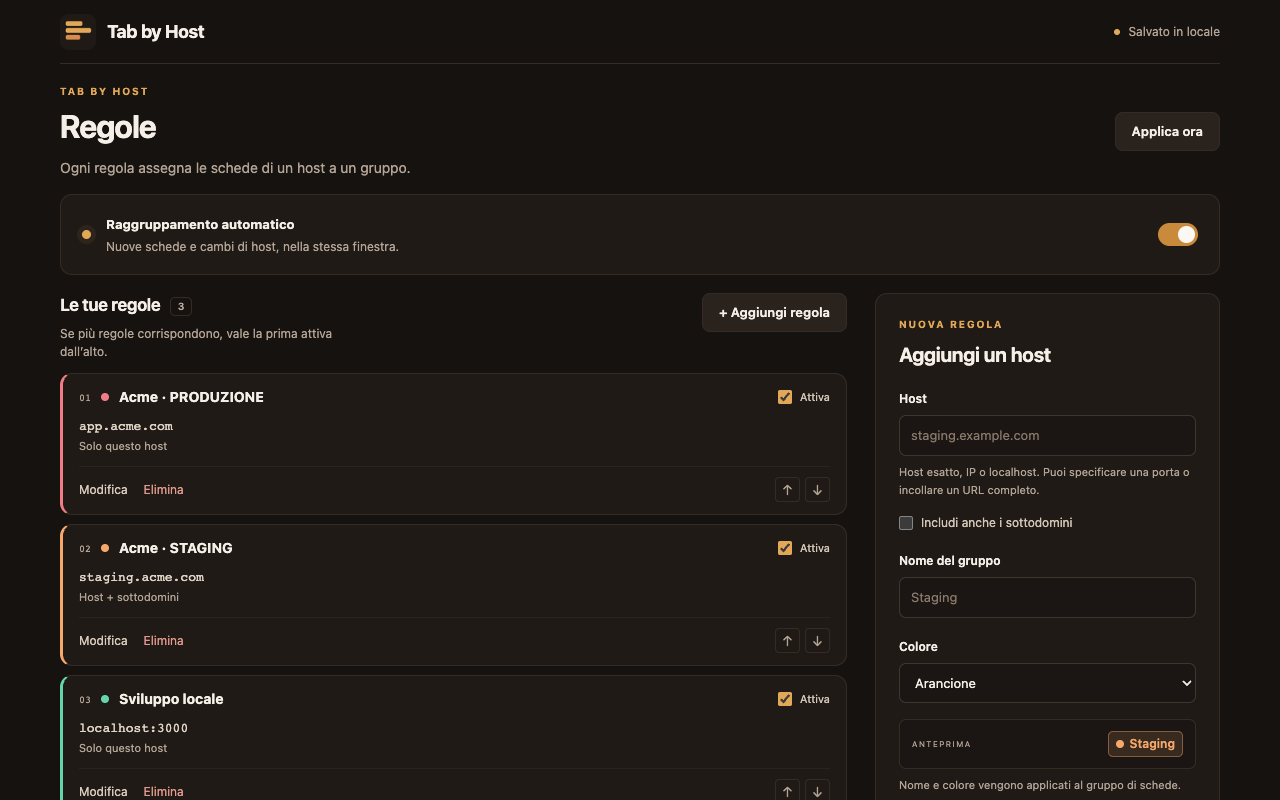 Tab by Host
Salvato in locale
TAB BY HOST
Regole
Applica ora
Ogni regola assegna le schede di un host a un gruppo.
Raggruppamento automatico
Nuove schede e cambi di host, nella stessa finestra.
Le tue regole 3
+ Aggiungi regola
Se più regole corrispondono, vale la prima attiva
dall’alto.
01 Acme · PRODUZIONE
Attiva
app.acme.com
Solo questo host
Modifica Elimina
↑ ↓
02 Acme · STAGING
Attiva
staging.acme.com
Host + sottodomini
Modifica Elimina
↑ ↓
03 Sviluppo locale
Attiva
localhost:3000
Solo questo host
Modifica Elimina
↑ ↓
NUOVA REGOLA
Aggiungi un host
Host
staging.example.com
Host esatto, IP o localhost. Puoi specificare una porta o
incollare un URL completo.
Includi anche i sottodomini
Nome del gruppo
Staging
Colore
Arancione
ANTEPRIMA
Staging
Nome e colore vengono applicati al gruppo di schede.